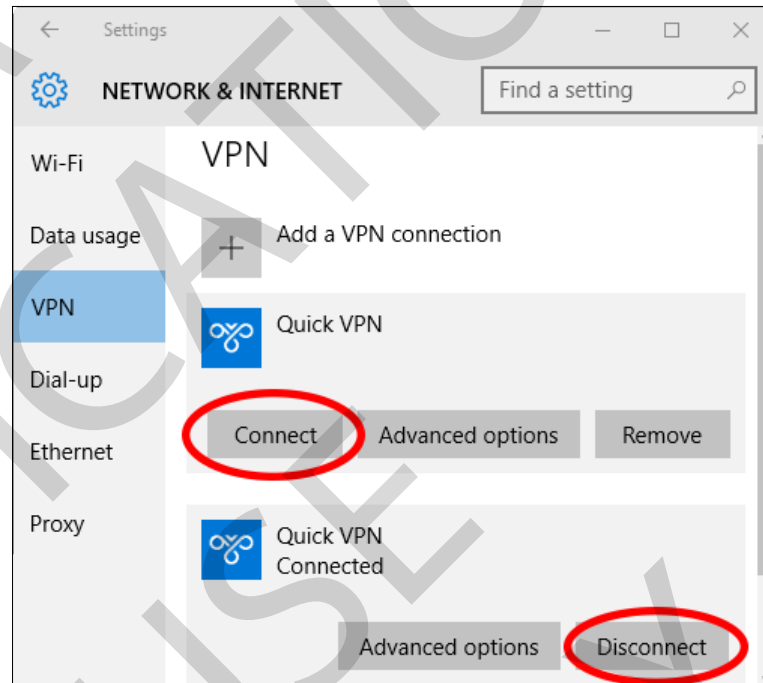 Settings
NETWORK & INTERNET
Find a setting
Wi-Fi
Data usage
VPN
Dial-up
Ethernet
Proxy
VPN
Add a VPN connection
Quick VPN
Connect
Advanced options
Remove
Quick VPN
Connected
Advanced options
Disconnect